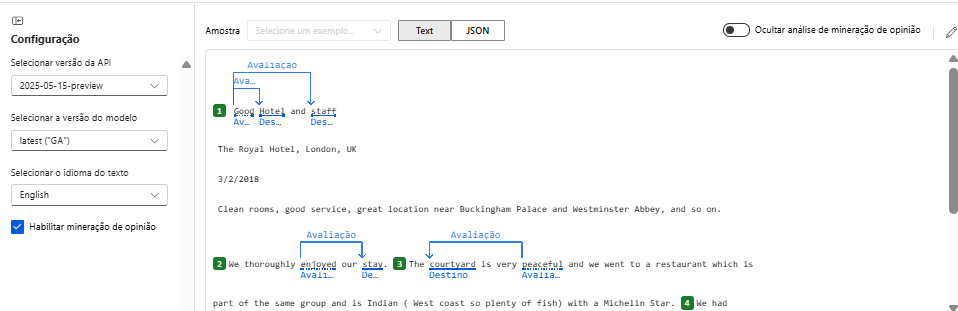 Configuração
Selecionar versão da API
2025-05-15-preview
Selecionar a versão do modelo
latest ("GA")
Selecionar o idioma do texto
English
Habilitar mineração de opinião
Amostra Selecione um exemplo... Text JSON Ocultar análise de mineração de opinião
Avaliação
Ava...
1 Good Hotel and staff
Av... Des... Des...
The Royal Hotel, London, UK
3/2/2018
Clean rooms, good service, great location near Buckingham Palace and Westminster Abbey, and so on.
Avaliação Avaliação
2 We thoroughly enjoyed our stay. 3 The courtyard is very peaceful and we went to a restaurant which is
Avali... De... Destino Avalia...
part of the same group and is Indian ( West coast so plenty of fish) with a Michelin Star. 4 We had